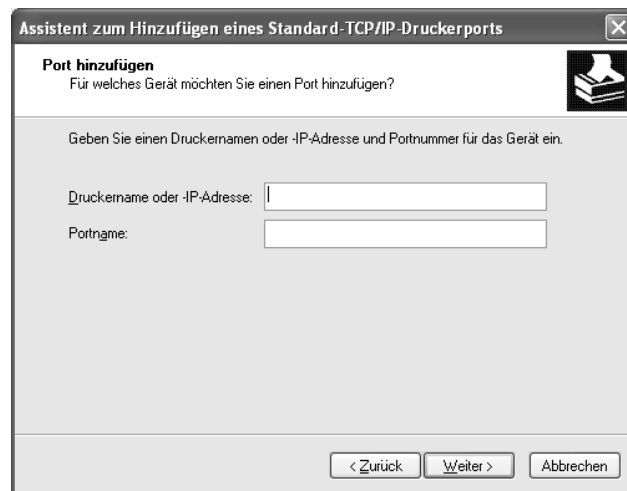 Assistent zum Hinzufügen eines Standard-TCP/IP-Druckerports
Port hinzufügen
Für welches Gerät möchten Sie einen Port hinzufügen?
Geben Sie einen Druckernamen oder -IP-Adresse und Portnummer für das Gerät ein.
Druckername oder -IP-Adresse:
Portname:
< Zurück Weiter > Abbrechen